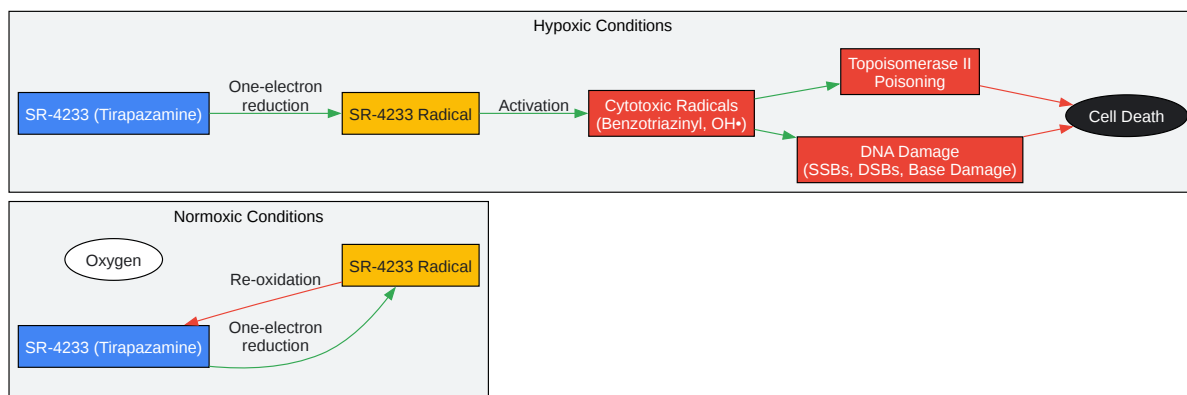 Hypoxic Conditions
SR-4233 (Tirapazamine)
One-electron
reduction
SR-4233 Radical
Activation
Cytotoxic Radicals
(Benzotriazinyl, OH•)
Topoisomerase II
Poisoning
DNA Damage
(SSBs, DSBs, Base Damage)
Cell Death
Normoxic Conditions
Oxygen
SR-4233 Radical
Re-oxidation
One-electron
reduction
SR-4233 (Tirapazamine)